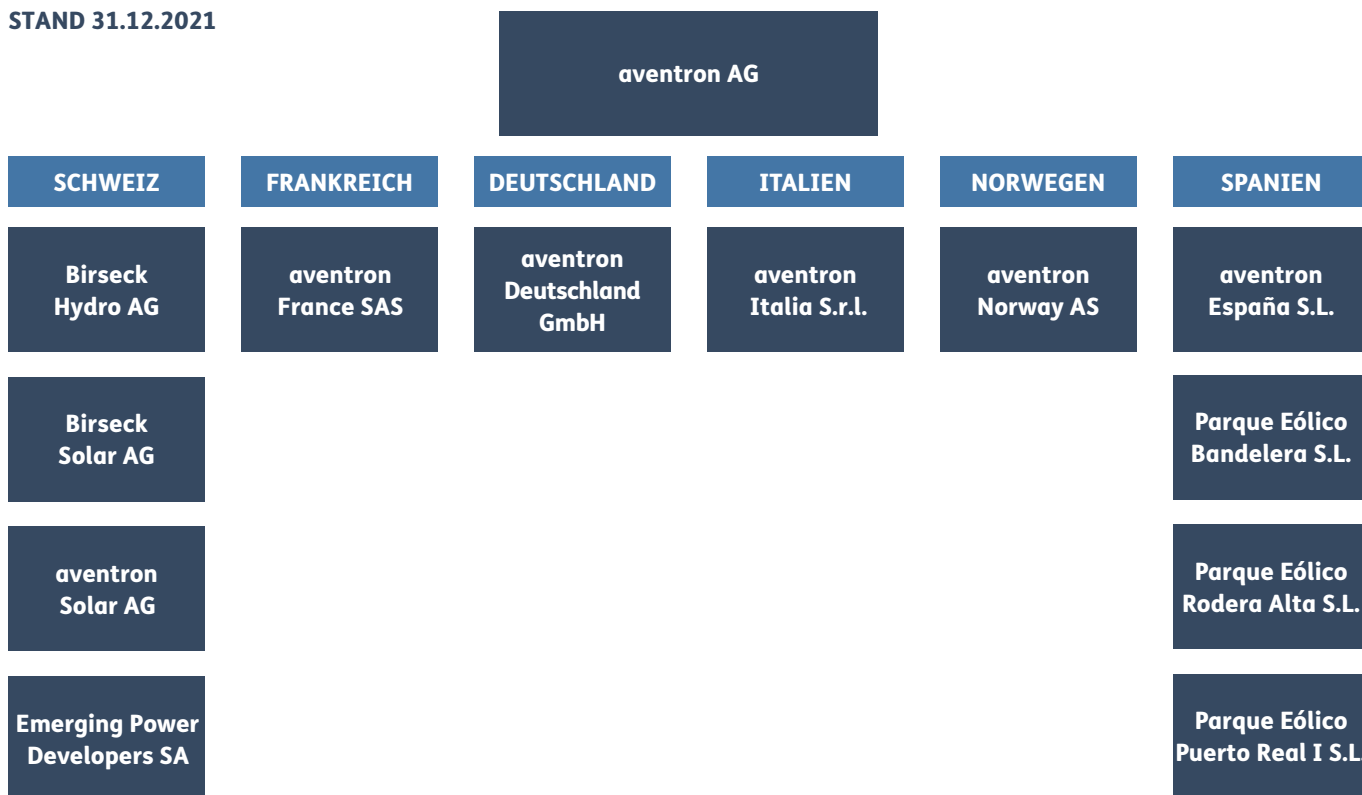 STAND 31.12.2021
aventron AG
SCHWEIZ
FRANKREICH
DEUTSCHLAND
ITALIEN
NORWEGEN
SPANIEN
Birseck
Hydro AG
aventron
France SAS
aventron
Deutschland
GmbH
aventron
Italia S.r.l.
aventron
Norway AS
aventron
España S.L.
Birseck
Solar AG
Parque Eólico
Bandelera S.L.
aventron
Solar AG
Parque Eólico
Rodera Alta S.L.
Emerging Power
Developers SA
Parque Eólico
Puerto Real I S.L.